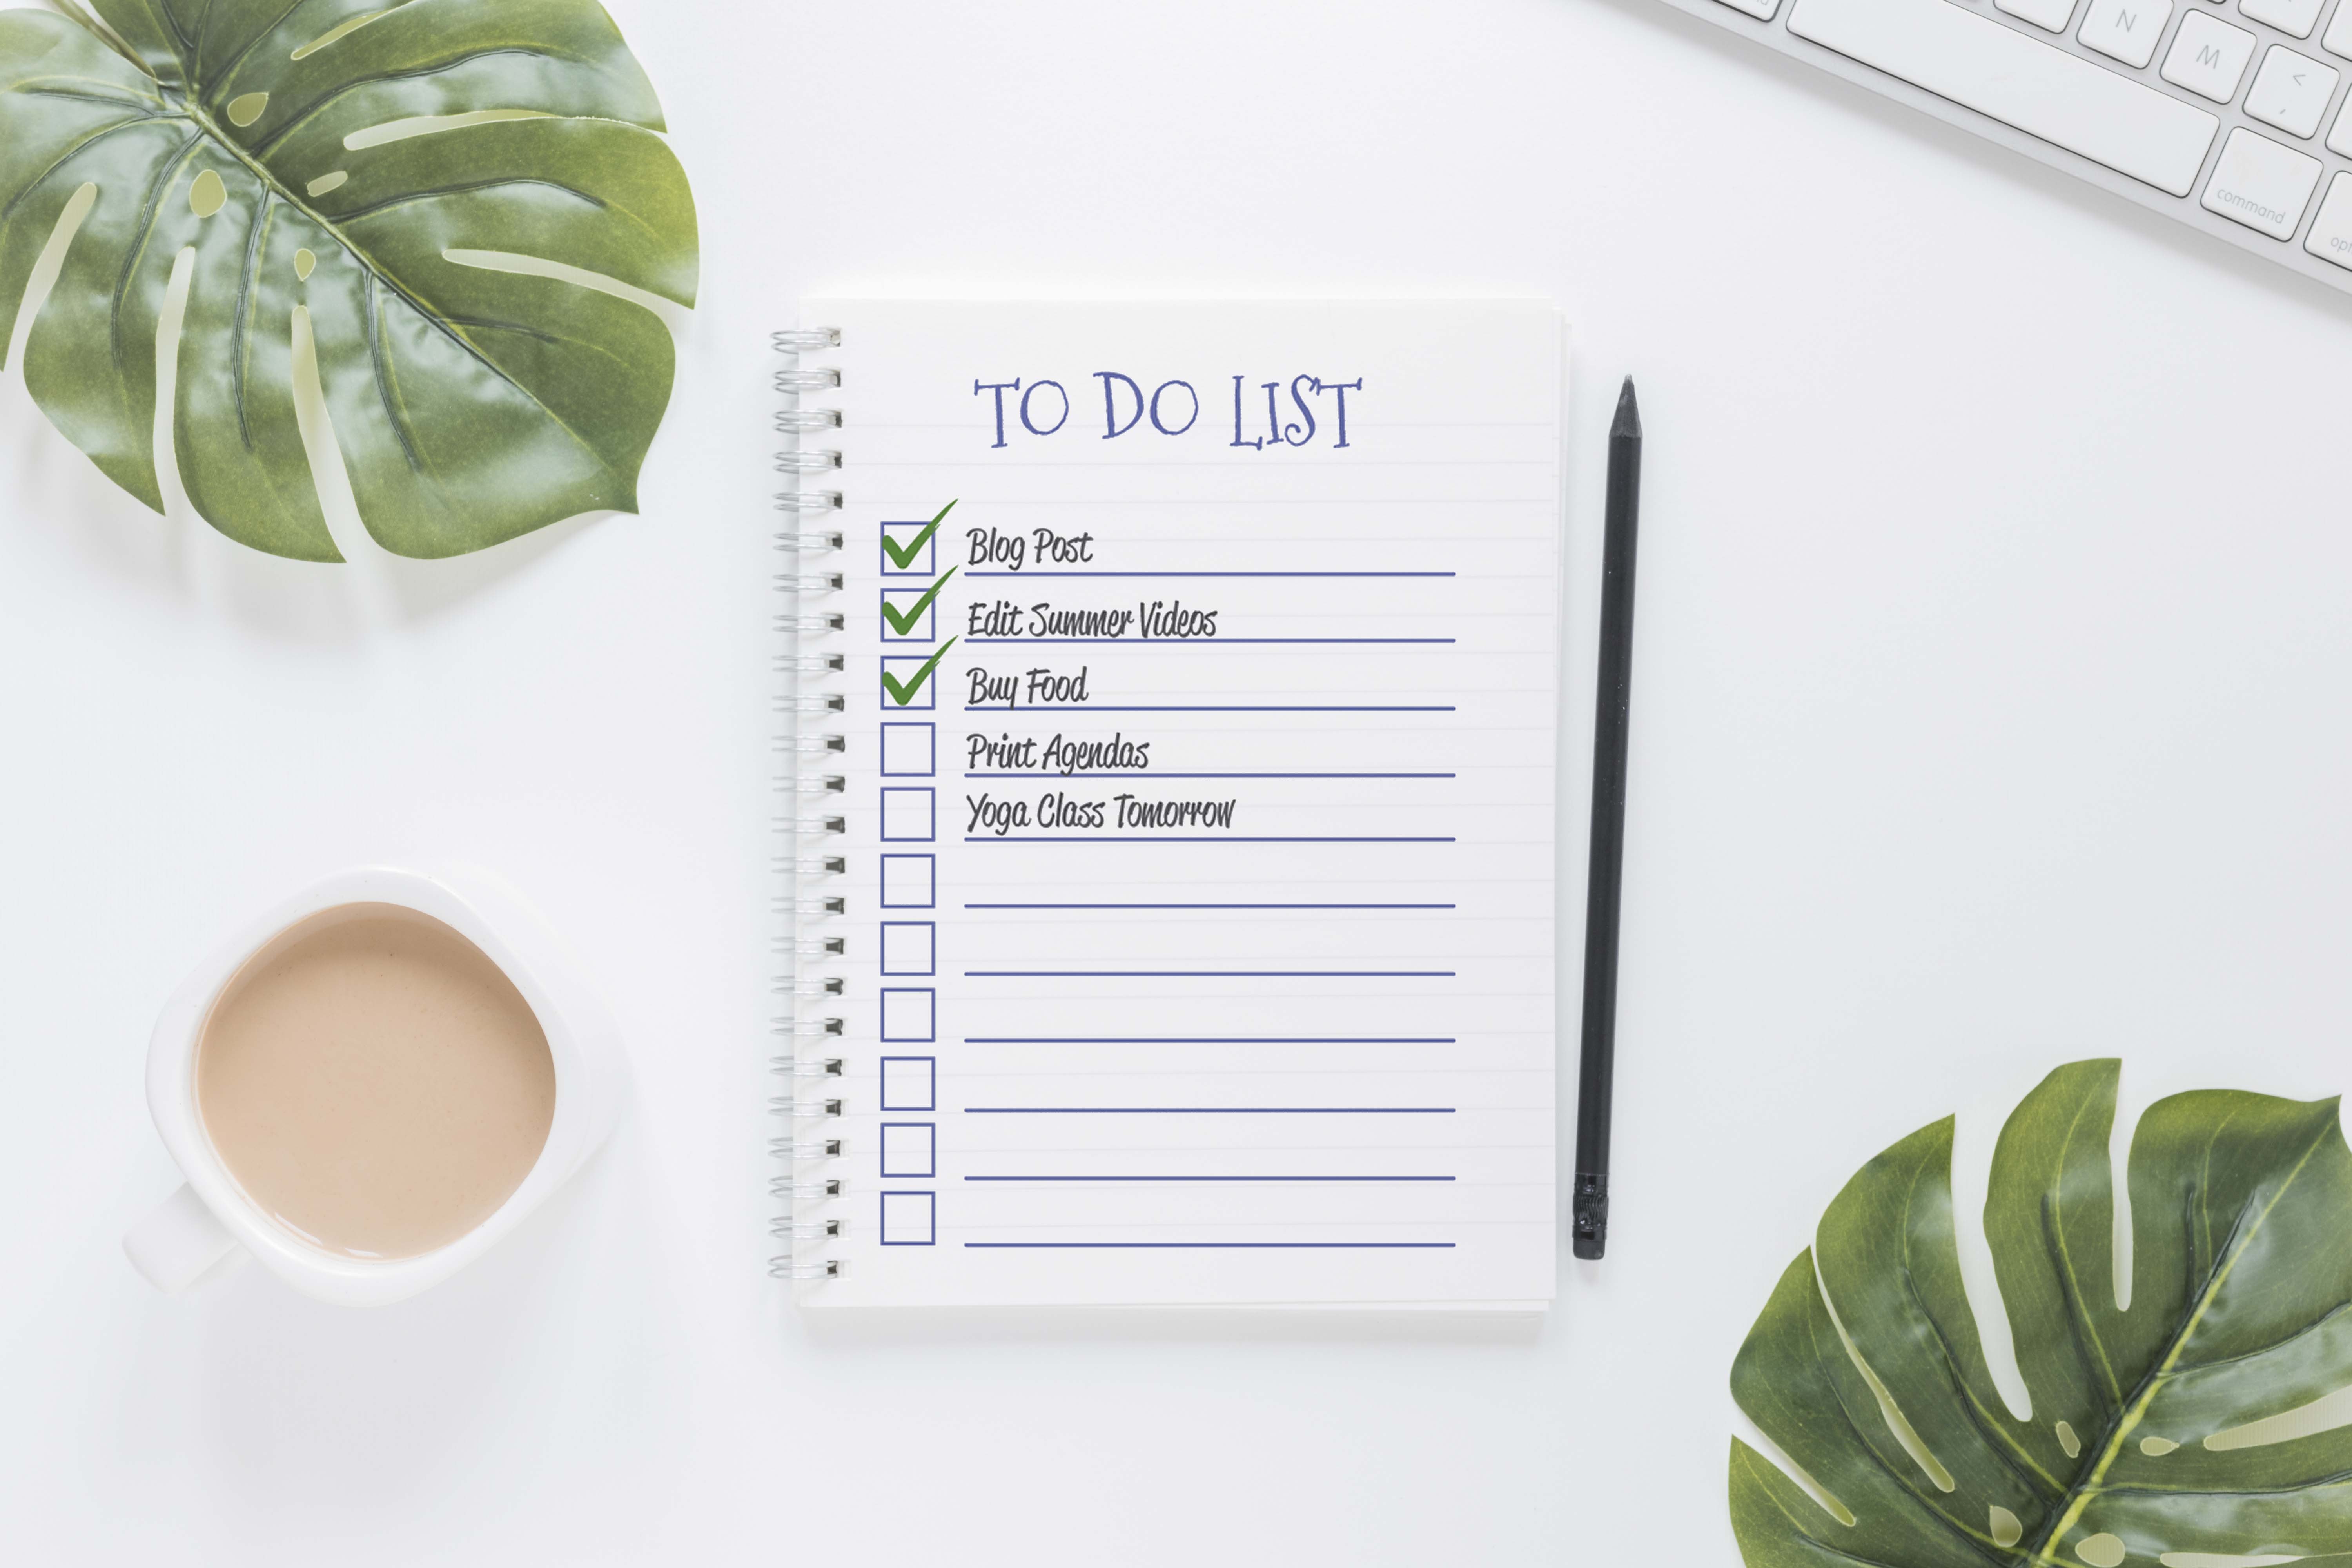 N
M
<
,
command
TO DO LIST
Blog Post
Edit Summer Videos
Buy Food
Print Agendas
Yoga Class Tomorrow